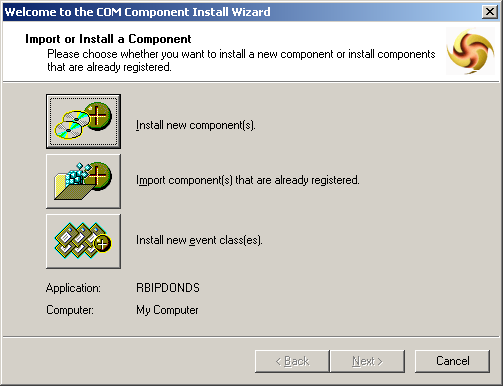 Welcome to the COM Component Install Wizard
Import or Install a Component
Please choose whether you want to install a new component or install components
that are already registered.
Install new component(s).
Import component(s) that are already registered.
Install new event class(es).
Application: RBIPDONDS
Computer: My Computer
< Back Next > Cancel